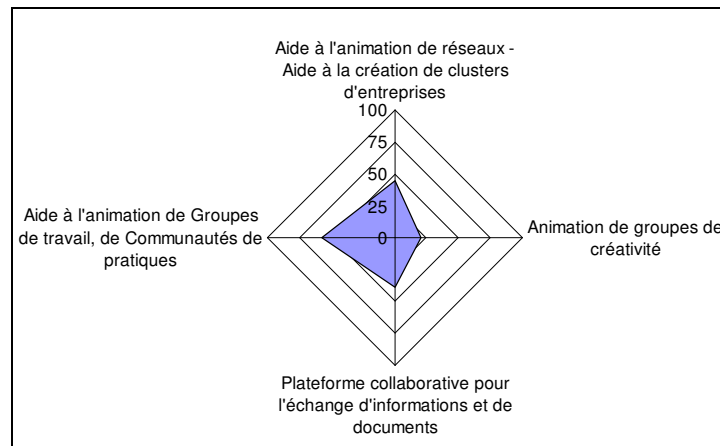 Aide à l'animation de réseaux -
Aide à la création de clusters
d'entreprises
100
75
50
25
0
Aide à l'animation de Groupes
de travail, de Communautés de
pratiques
Animation de groupes de
créativité
Plateforme collaborative pour
l'échange d'informations et de
documents